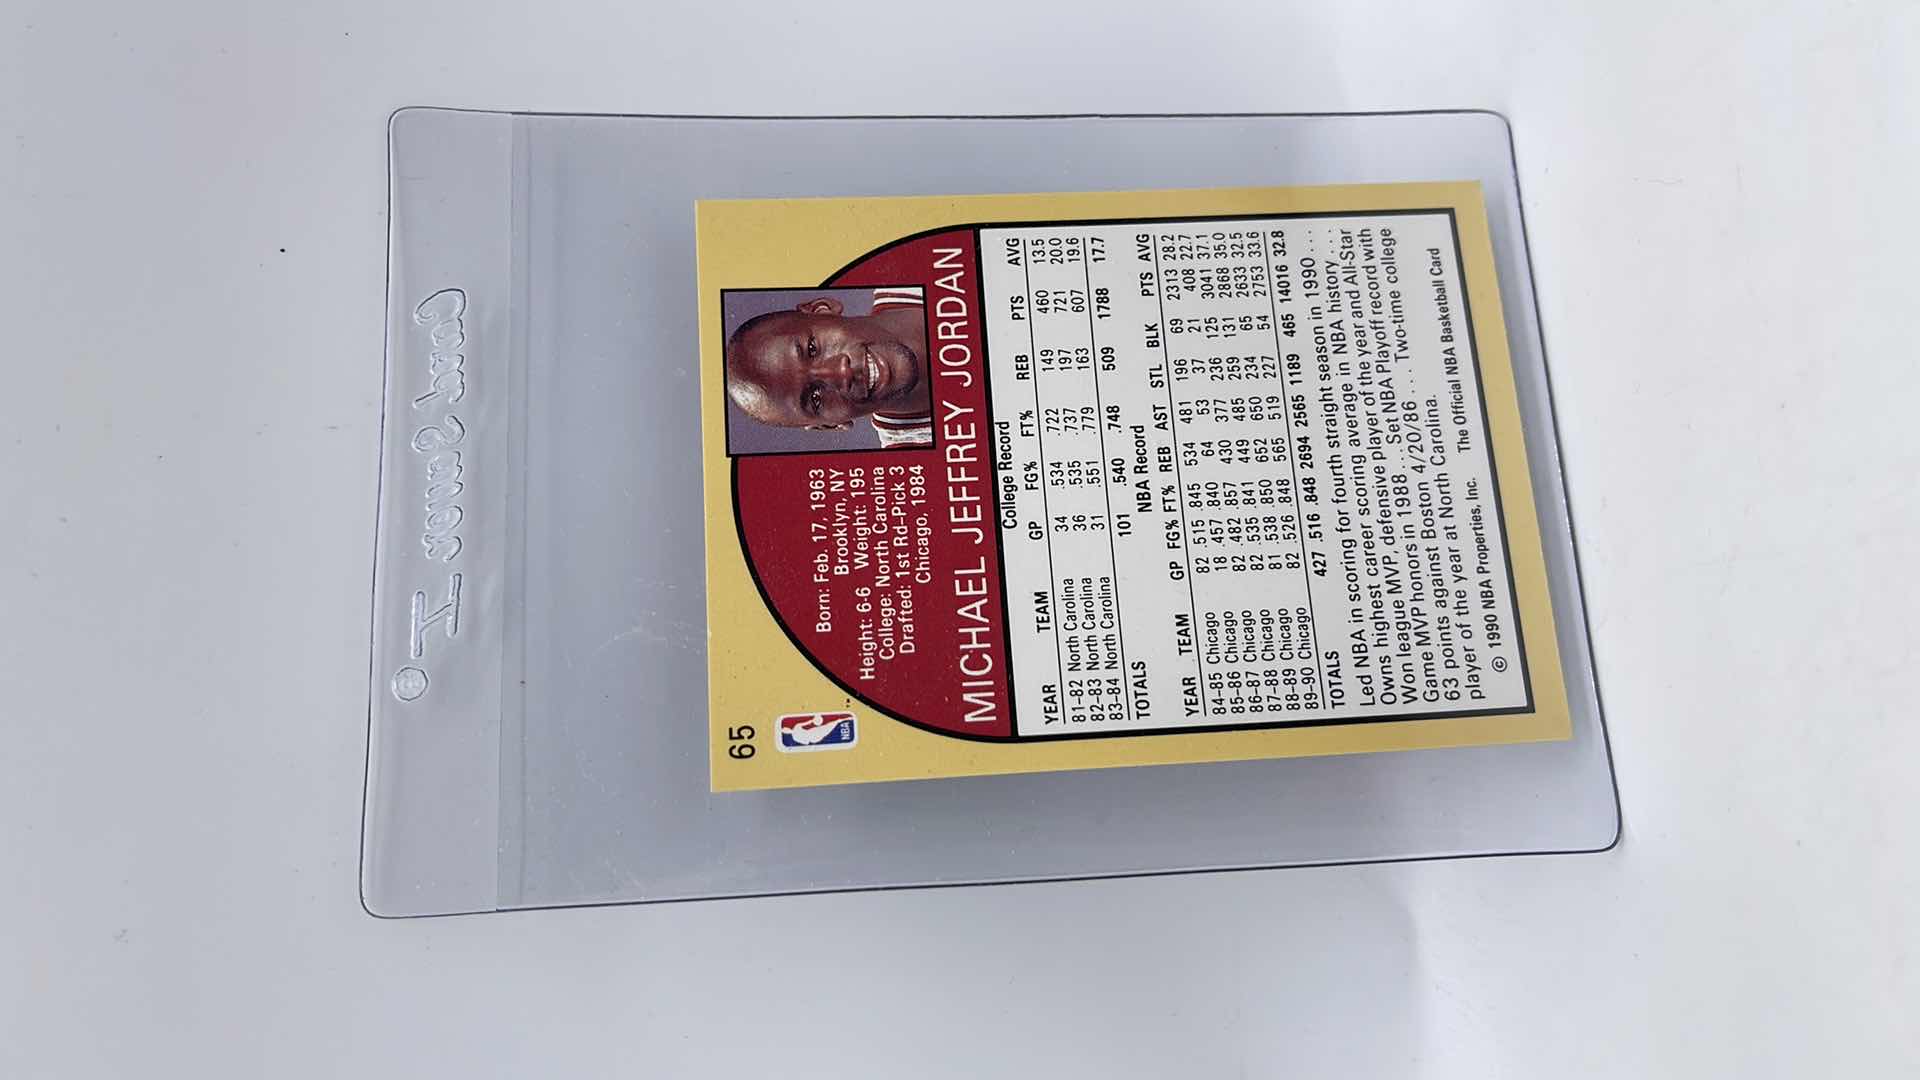 Card Saver I
®
65
NBA
Born: Feb. 17, 1963
Brooklyn, NY
Height: 6-6 Weight: 195
College: North Carolina
Drafted: 1st Rd-Pick 3
Chicago, 1984
MICHAEL JEFFREY JORDAN
College Record
YEAR TEAM GP FG% FT% REB PTS AVG
81-82 North Carolina 34 .534 .722 149 460 13.5
82-83 North Carolina 36 .535 .737 197 721 20.0
83-84 North Carolina 31 .551 .779 163 607 19.6
TOTALS 101 .540 .748 509 1788 17.7
NBA Record
YEAR TEAM GP FG% FT% REB AST STL BLK PTS AVG
84-85 Chicago 82 .515 .845 534 481 196 69 2313 28.2
85-86 Chicago 18 .457 .840 64 53 37 21 408 22.7
86-87 Chicago 82 .482 .857 430 377 236 125 3041 37.1
87-88 Chicago 82 .535 .841 449 485 259 131 2868 35.0
88-89 Chicago 81 .538 .850 652 650 234 65 2633 32.5
89-90 Chicago 82 .526 .848 565 519 227 54 2753 33.6
TOTALS 427 .516 .848 2694 2565 1189 465 14016 32.8
Led NBA in scoring for fourth straight season in 1990 . . .
Owns highest career scoring average in NBA history . . .
Won league MVP, defensive player of the year and All-Star
Game MVP honors in 1988 . . . Set NBA Playoff record with
63 points against Boston 4/20/86 . . . Two-time college
player of the year at North Carolina.
© 1990 NBA Properties, Inc. The Official NBA Basketball Card